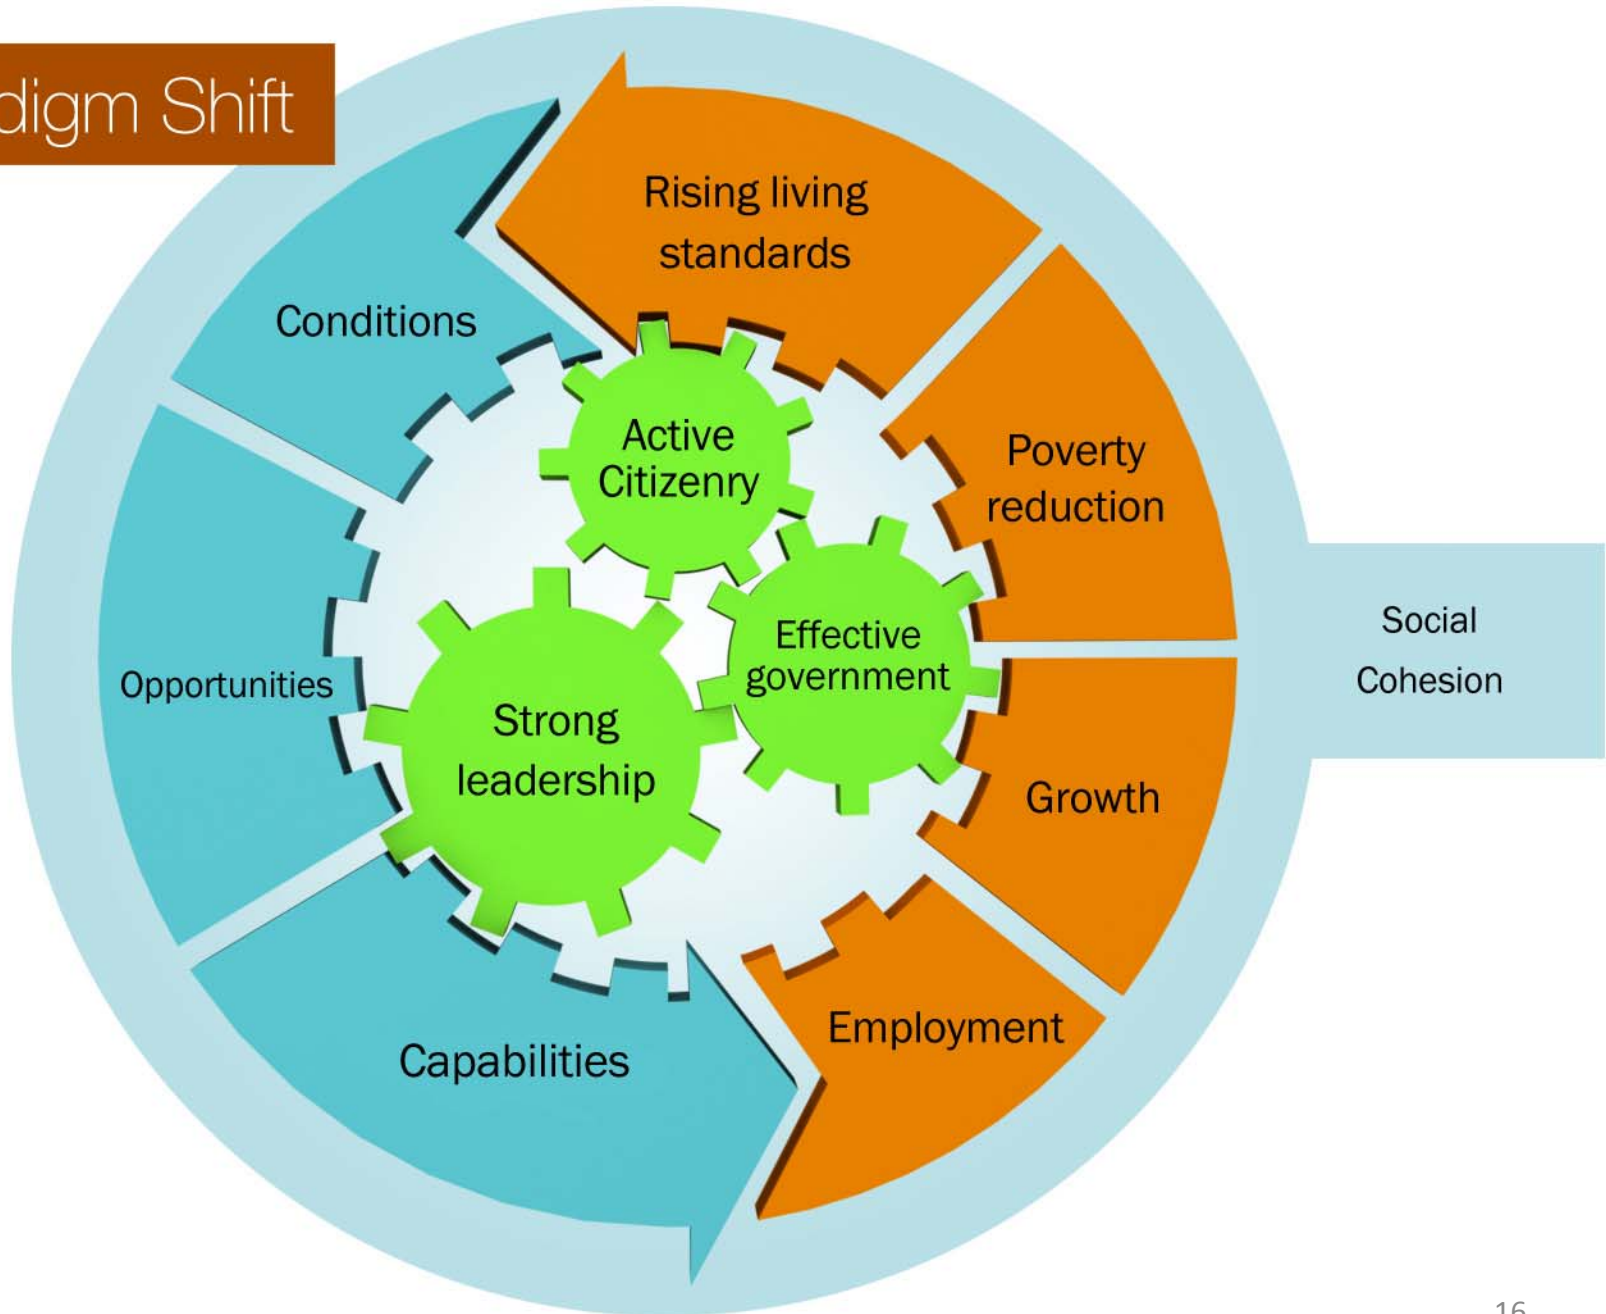 digm Shift
Rising living
standards
Conditions
Active
Citizenry
Poverty
reduction
Effective
government
Social
Cohesion
Opportunities
Strong
leadership
Growth
Employment
Capabilities
16